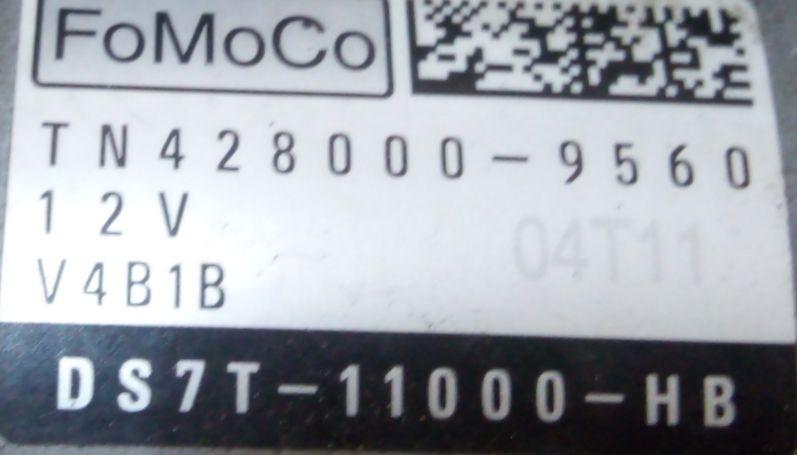 FoMoCo
TN428000-9560
12V
04T11
V4B1B
DS7T-11000-HB